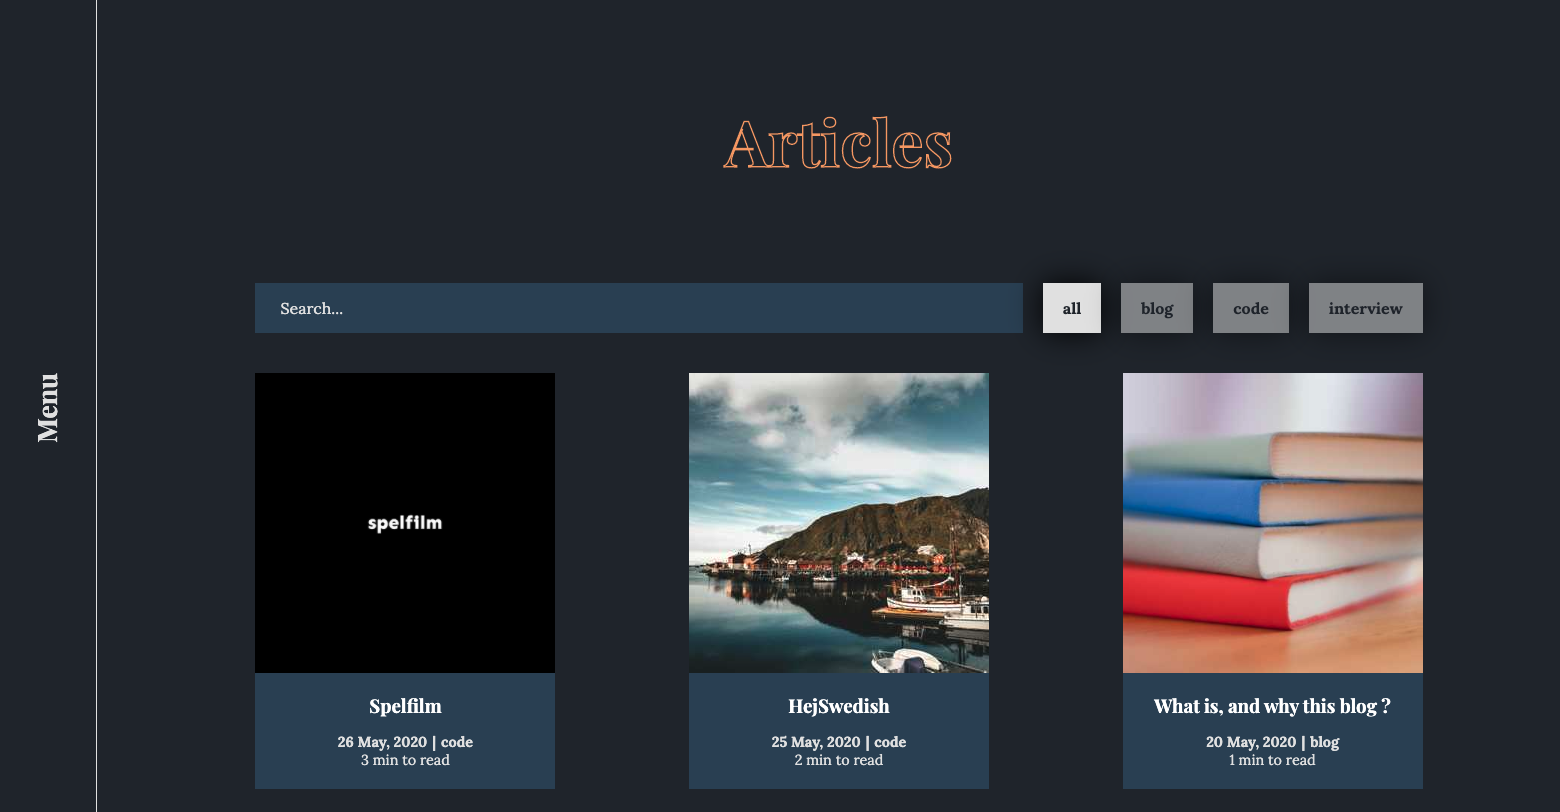 Articles
Search...
all
blog
code
interview
Menu
spelfilm
Spelfilm
26 May, 2020 | code
3 min to read
HejSwedish
25 May, 2020 | code
2 min to read
What is, and why this blog ?
20 May, 2020 | blog
1 min to read